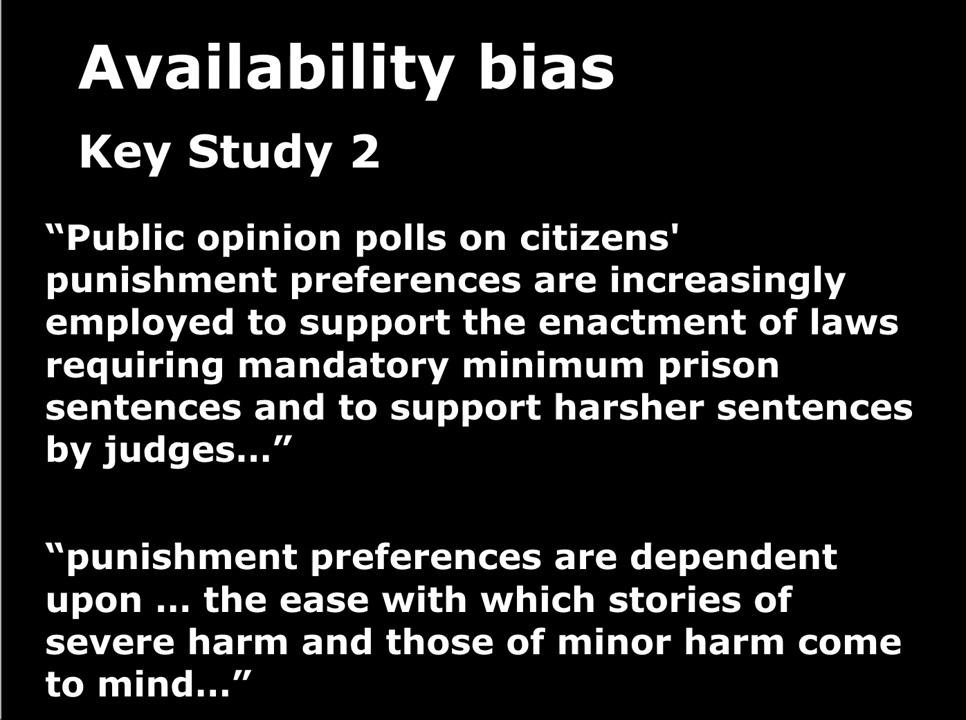 Availability bias
Key Study 2
“Public opinion polls on citizens'
punishment preferences are increasingly
employed to support the enactment of laws
requiring mandatory minimum prison
sentences and to support harsher sentences
by judges…”
“punishment preferences are dependent
upon … the ease with which stories of
severe harm and those of minor harm come
to mind…”